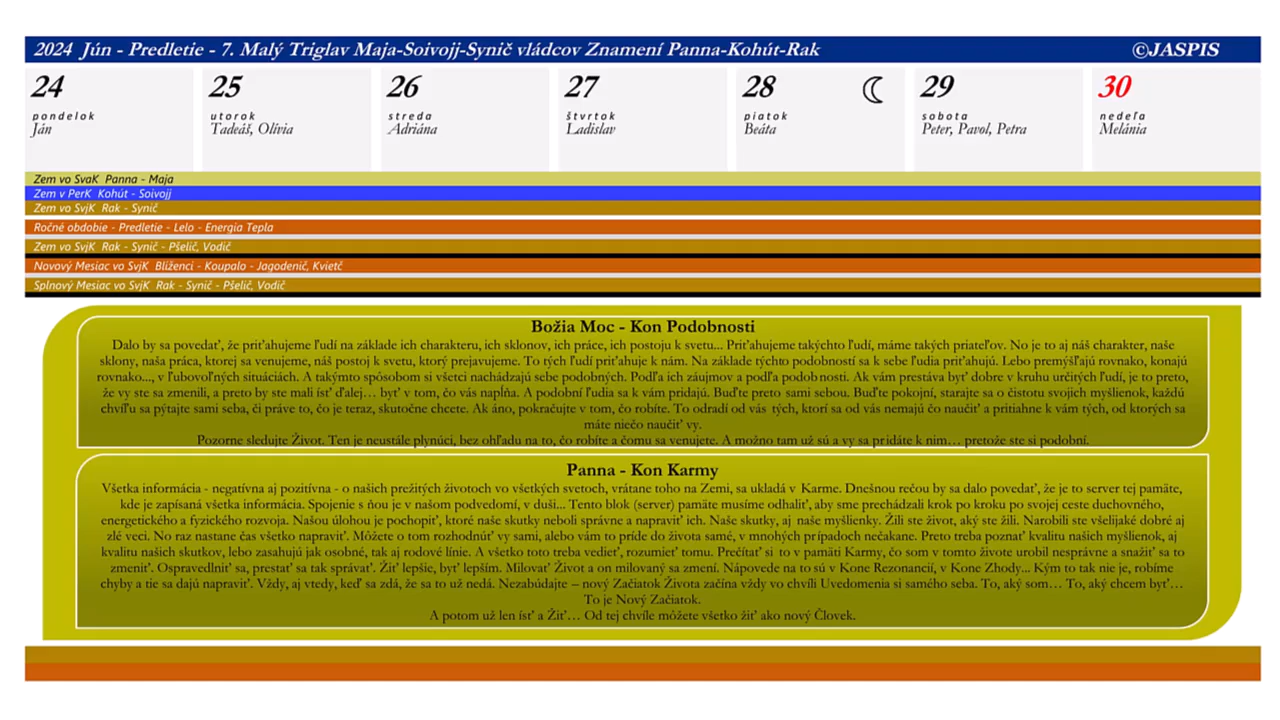 2024 Jún - Predletie - 7. Malý Triglav Maja-Soivojj-Synič vládcov Znamení Panna-Kohút-Rak ©JASPIS
24 25 26 27 28 29 30
pondelok utorok streda štvrtok piatok sobota nedeľa
Ján Tadeáš, Olívia Adriána Ladislav Beáta Peter, Pavol, Petra Melánia
Zem vo SvaK Panna - Maja
Zem v PerK Kohút - Soivojj
Zem vo SvjK Rak - Synič
Ročné obdobie - Predletie - Lelo - Energia Tepla
Zem vo SvjK Rak - Synič - Pšelič, Vodič
Novový Mesiac vo SvjK Blíženci - Koupalo - Jagodenič, Kvietč
Splnový Mesiac vo SvjK Rak - Synič - Pšelič, Vodič
Božia Moc - Kon Podobnosti
Dalo by sa povedať, že priťahujeme ľudí na základe ich charakteru, ich sklonov, ich práce, ich postoju k svetu... Priťahujeme takýchto ľudí, máme takých priateľov. No je to aj náš charakter, naše
sklony, naša práca, ktorej sa venujeme, náš postoj k svetu, ktorý prejavujeme. To tých ľudí priťahuje k nám. Na základe týchto podobností sa k sebe ľudia priťahujú. Lebo premýšľajú rovnako, konajú
rovnako..., v ľubovoľných situáciách. A takýmto spôsobom si všetci nachádzajú sebe podobných. Podľa ich záujmov a podľa podobnosti. Ak vám prestáva byť dobre v kruhu určitých ľudí, je to preto,
že vy ste sa zmenili, a preto by ste mali ísť ďalej… byť v tom, čo vás napĺňa. A podobní ľudia sa k vám pridajú. Buďte preto sami sebou. Buďte pokojní, starajte sa o čistotu svojich myšlienok, každú
chvíľu sa pýtajte sami seba, či práve to, čo je teraz, skutočne chcete. Ak áno, pokračujte v tom, čo robíte. To odradí od vás tých, ktorí sa od vás nemajú čo naučiť a pritiahne k vám tých, od ktorých sa
máte niečo naučiť vy.
Pozorne sledujte Život. Ten je neustále plynúci, bez ohľadu na to, čo robíte a čomu sa venujete. A možno tam už sú a vy sa pridáte k nim… pretože ste si podobní.
Panna - Kon Karmy
Všetka informácia - negatívna aj pozitívna - o našich prežitých životoch vo všetkých svetoch, vrátane toho na Zemi, sa ukladá v Karme. Dnešnou rečou by sa dalo povedať, že je to server tej pamäte,
kde je zapísaná všetka informácia. Spojenie s ňou je v našom podvedomí, v duši... Tento blok (server) pamäte musíme odhaliť, aby sme prechádzali krok po kroku po svojej ceste duchovného,
energetického a fyzického rozvoja. Našou úlohou je pochopiť, ktoré naše skutky neboli správne a napraviť ich. Naše skutky, aj naše myšlienky. Žili ste život, aký ste žili. Narobili ste všelijaké dobré aj
zlé veci. No raz nastane čas všetko napraviť. Môžete o tom rozhodnúť vy sami, alebo vám to príde do života samé, v mnohých prípadoch nečakane. Preto treba poznať kvalitu našich myšlienok, aj
kvalitu našich skutkov, lebo zasahujú jak osobné, tak aj rodové línie. A všetko toto treba vedieť, rozumieť tomu. Prečítať si to v pamäti Karmy, čo som v tomto živote urobil nesprávne a snažiť sa to
zmeniť. Ospravedlniť sa, prestať sa tak správať. Žiť lepšie, byť lepším. Milovať Život a on milovaný sa zmení. Nápovede na to sú v Kone Rezonancií, v Kone Zhody... Kým to tak nie je, robíme
chyby a tie sa dajú napraviť. Vždy, aj vtedy, keď sa zdá, že sa to už nedá. Nezabúdajte – nový Začiatok Života začína vždy vo chvíli Uvedomenia si samého seba. To, aký som… To, aký chcem byť…
To je Nový Začiatok.
A potom už len ísť a Žiť… Od tej chvíle môžete všetko žiť ako nový Človek.